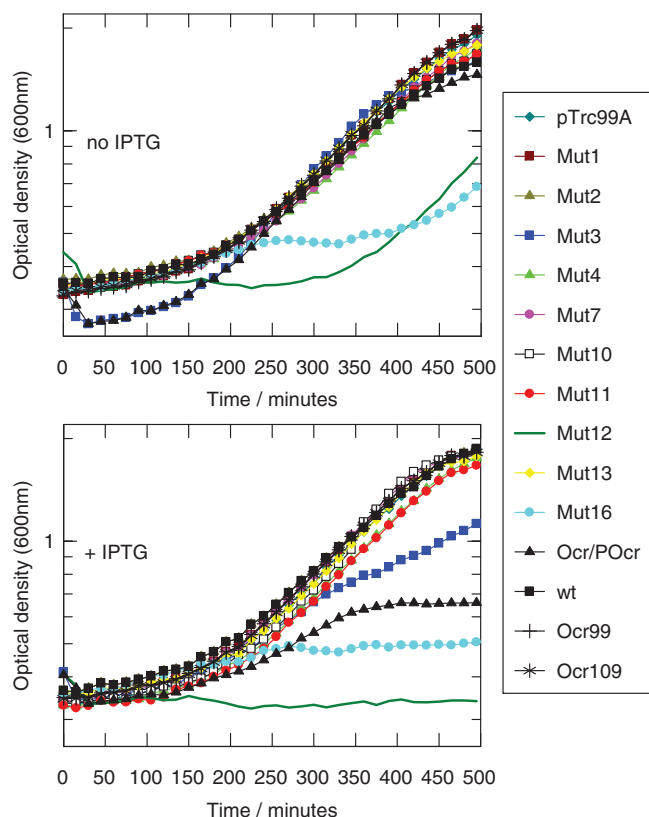 Optical density (600nm)
1
no IPTG
0 50 100 150 200 250 300 350 400 450 500
Time / minutes
Optical density (600nm)
1
+ IPTG
0 50 100 150 200 250 300 350 400 450 500
Time / minutes
pTrc99A
Mut1
Mut2
Mut3
Mut4
Mut7
Mut10
Mut11
Mut12
Mut13
Mut16
Ocr/POcr
wt
Ocr99
Ocr109